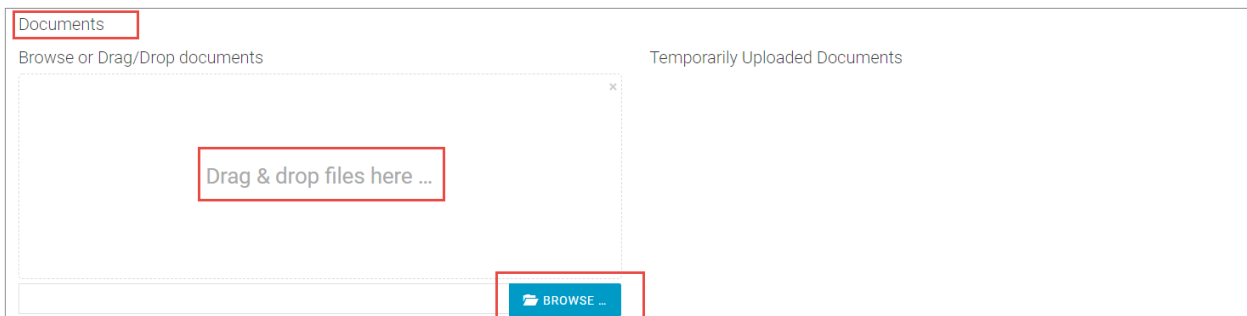 Documents
Browse or Drag/Drop documents
Temporarily Uploaded Documents
×
Drag & drop files here …
BROWSE …